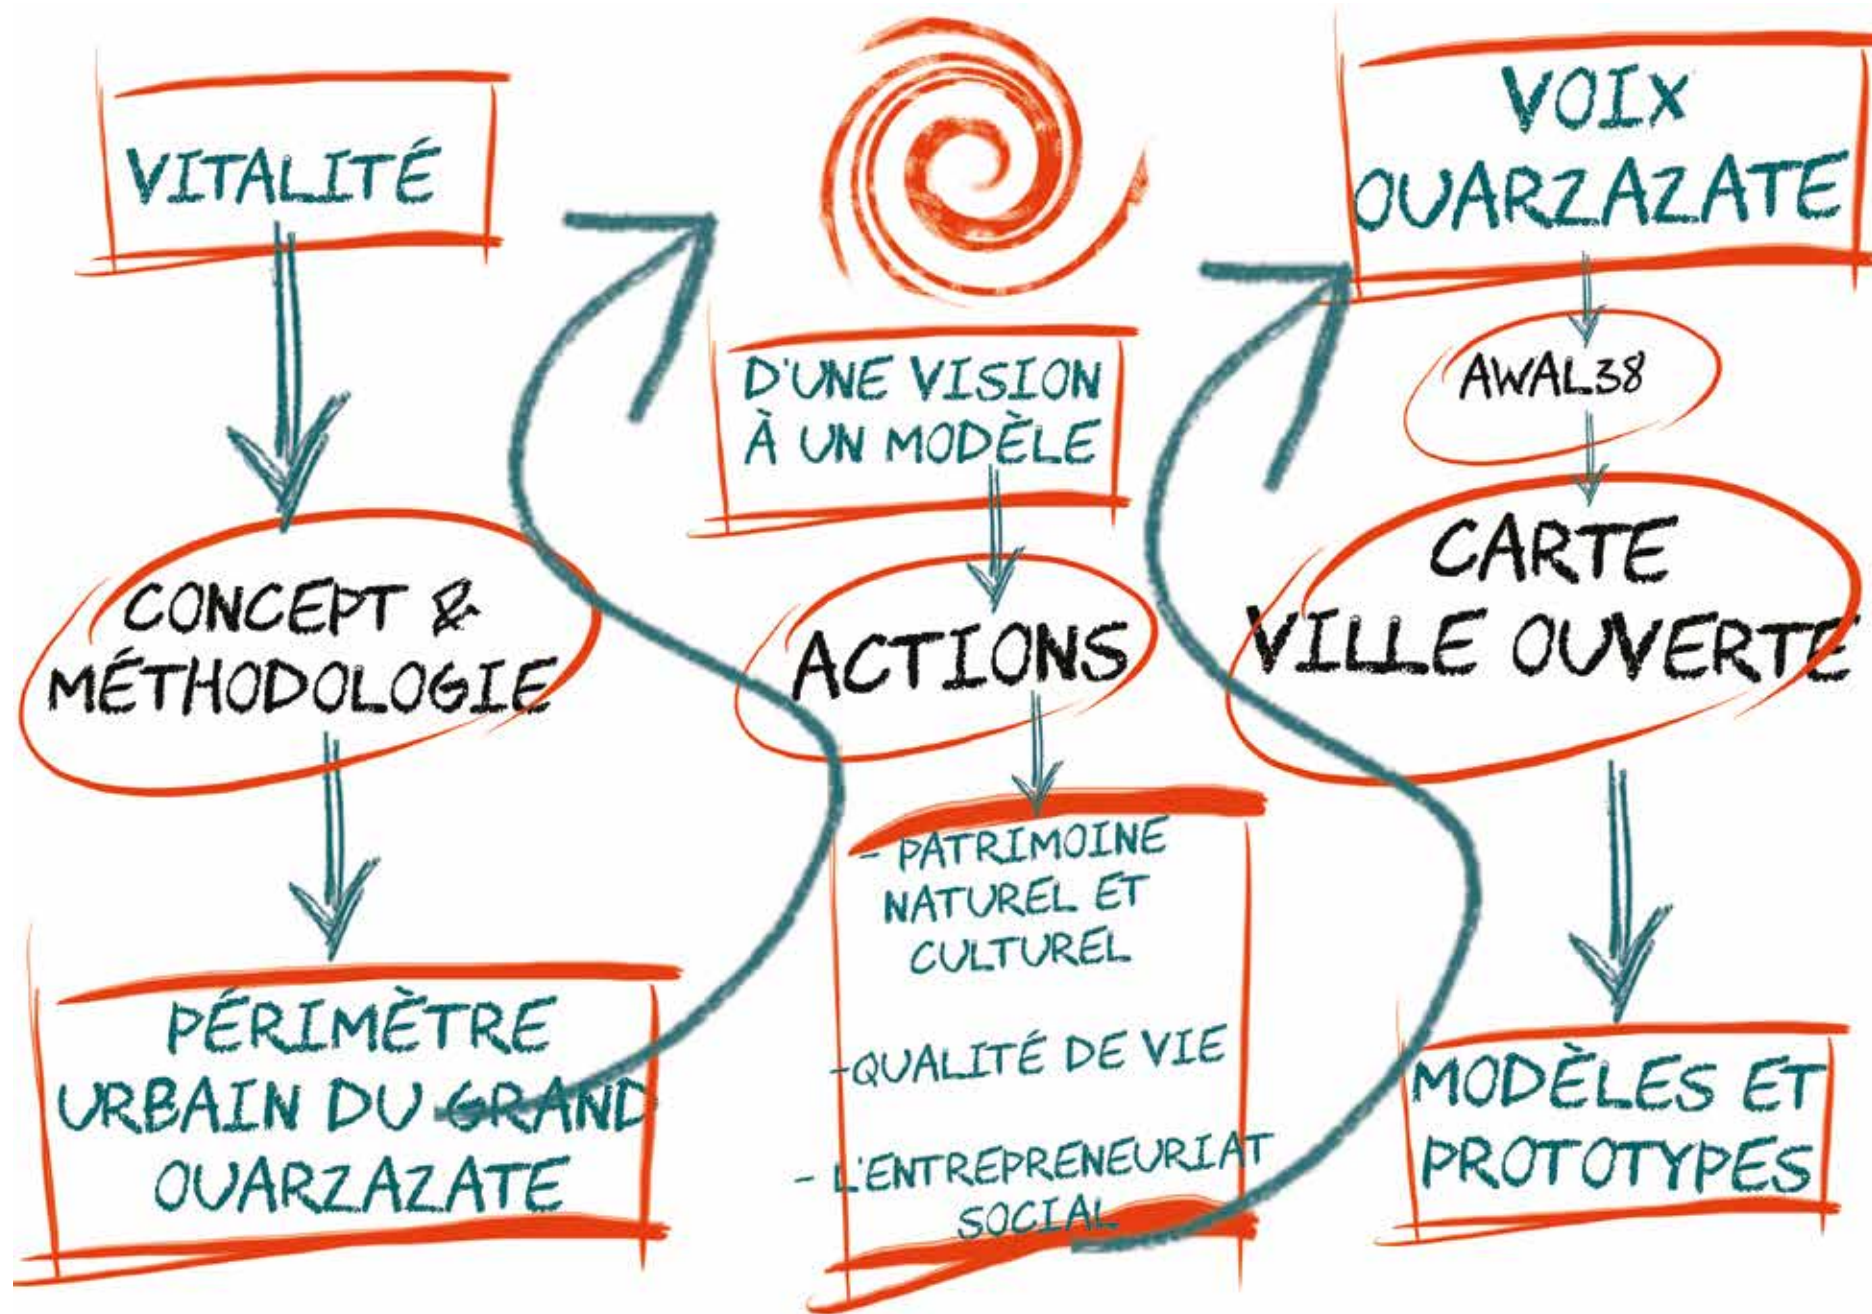 VITALITÉ
CONCEPT &
MÉTHODOLOGIE
PÉRIMÈTRE
URBAIN DU GRAND
OUARZAZATE
D'UNE VISION
À UN MODÈLE
ACTIONS
- PATRIMOINE
NATUREL ET
CULTUREL
-QUALITÉ DE VIE
- L'ENTREPRENEURIAT
SOCIAL
VOIX
OUARZAZATE
AWAL38
CARTE
VILLE OUVERTE
MODÈLES ET
PROTOTYPES